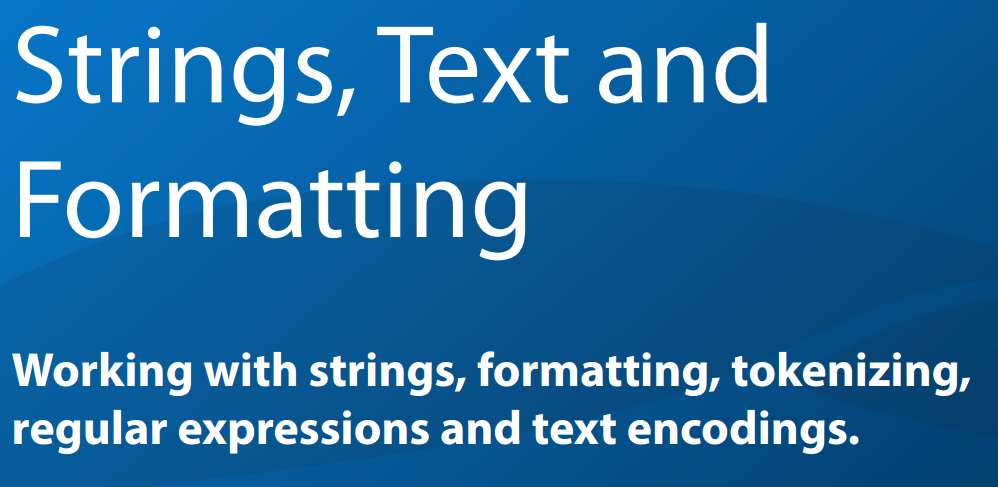 Strings, Text and
Formatting
Working with strings, formatting, tokenizing,
regular expressions and text encodings.